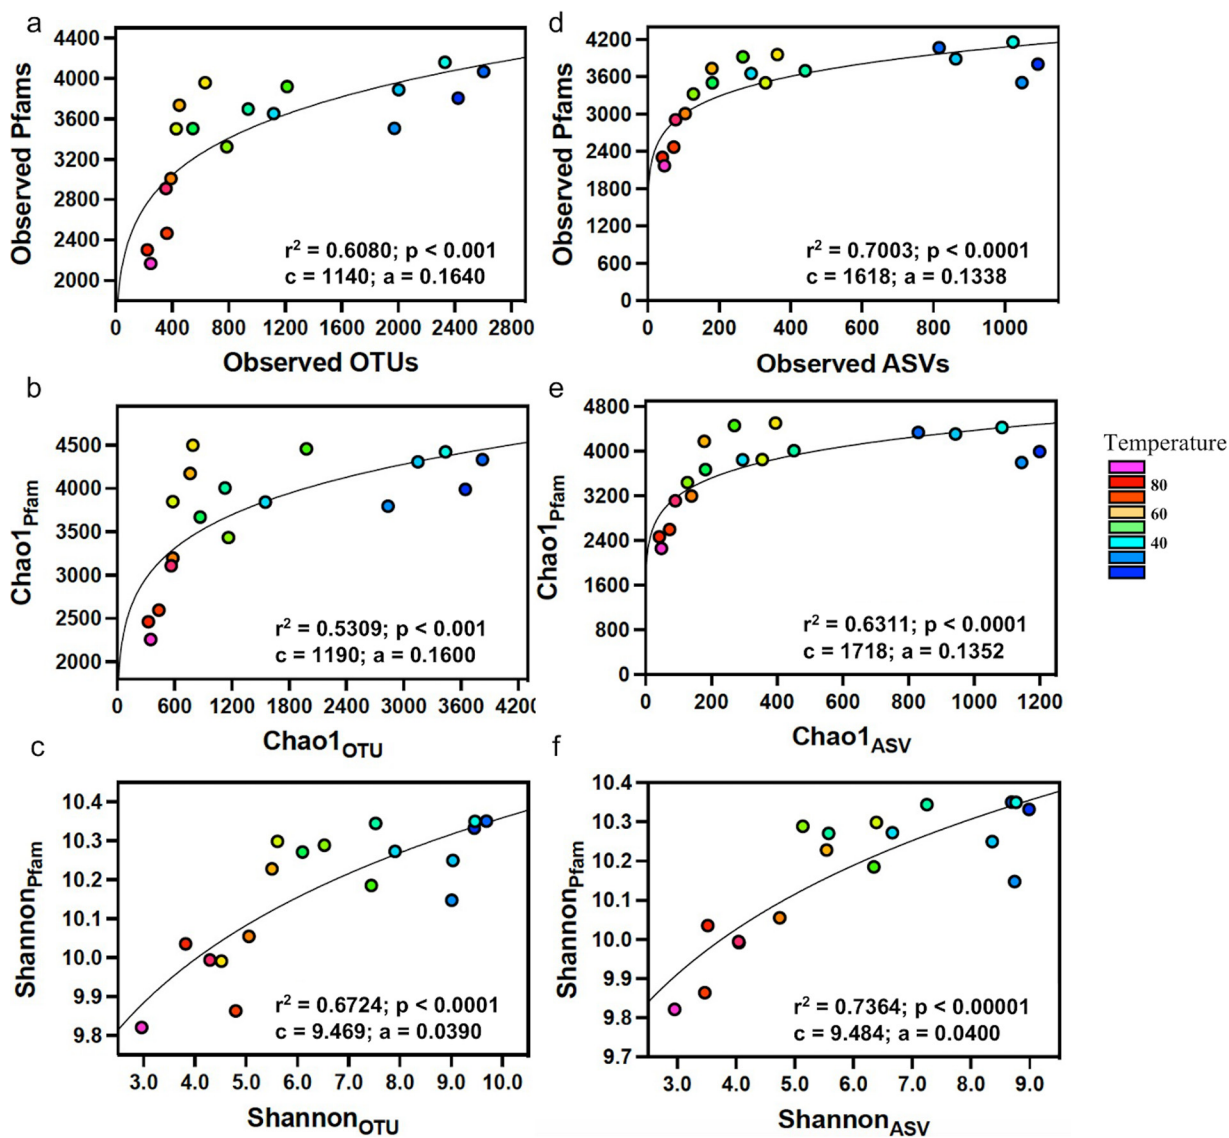 a
4400
4000
3600
3200
2800
2400
2000
Observed Pfams
r² = 0.6080; p < 0.001
c = 1140; a = 0.1640
0 400 800 1200 1600 2000 2400 2800
Observed OTUs
d
4200
3600
3000
2400
1800
1200
600
0
Observed Pfams
r² = 0.7003; p < 0.0001
c = 1618; a = 0.1338
0 200 400 600 800 1000
Observed ASVs
b
4500
4000
3500
3000
2500
2000
Chao1Pfam
r² = 0.5309; p < 0.001
c = 1190; a = 0.1600
0 600 1200 1800 2400 3000 3600 4200
Chao1OTU
e
4800
4000
3200
2400
1600
800
0
Chao1Pfam
r² = 0.6311; p < 0.0001
c = 1718; a = 0.1352
0 200 400 600 800 1000 1200
Chao1ASV
Temperature
80
60
40
c
10.4
10.3
10.2
10.1
10.0
9.9
9.8
ShannonPfam
r² = 0.6724; p < 0.0001
c = 9.469; a = 0.0390
3.0 4.0 5.0 6.0 7.0 8.0 9.0 10.0
ShannonOTU
f
10.4
10.3
10.2
10.1
10.0
9.9
9.8
9.7
ShannonPfam
r² = 0.7364; p < 0.00001
c = 9.484; a = 0.0400
3.0 4.0 5.0 6.0 7.0 8.0 9.0
ShannonASV